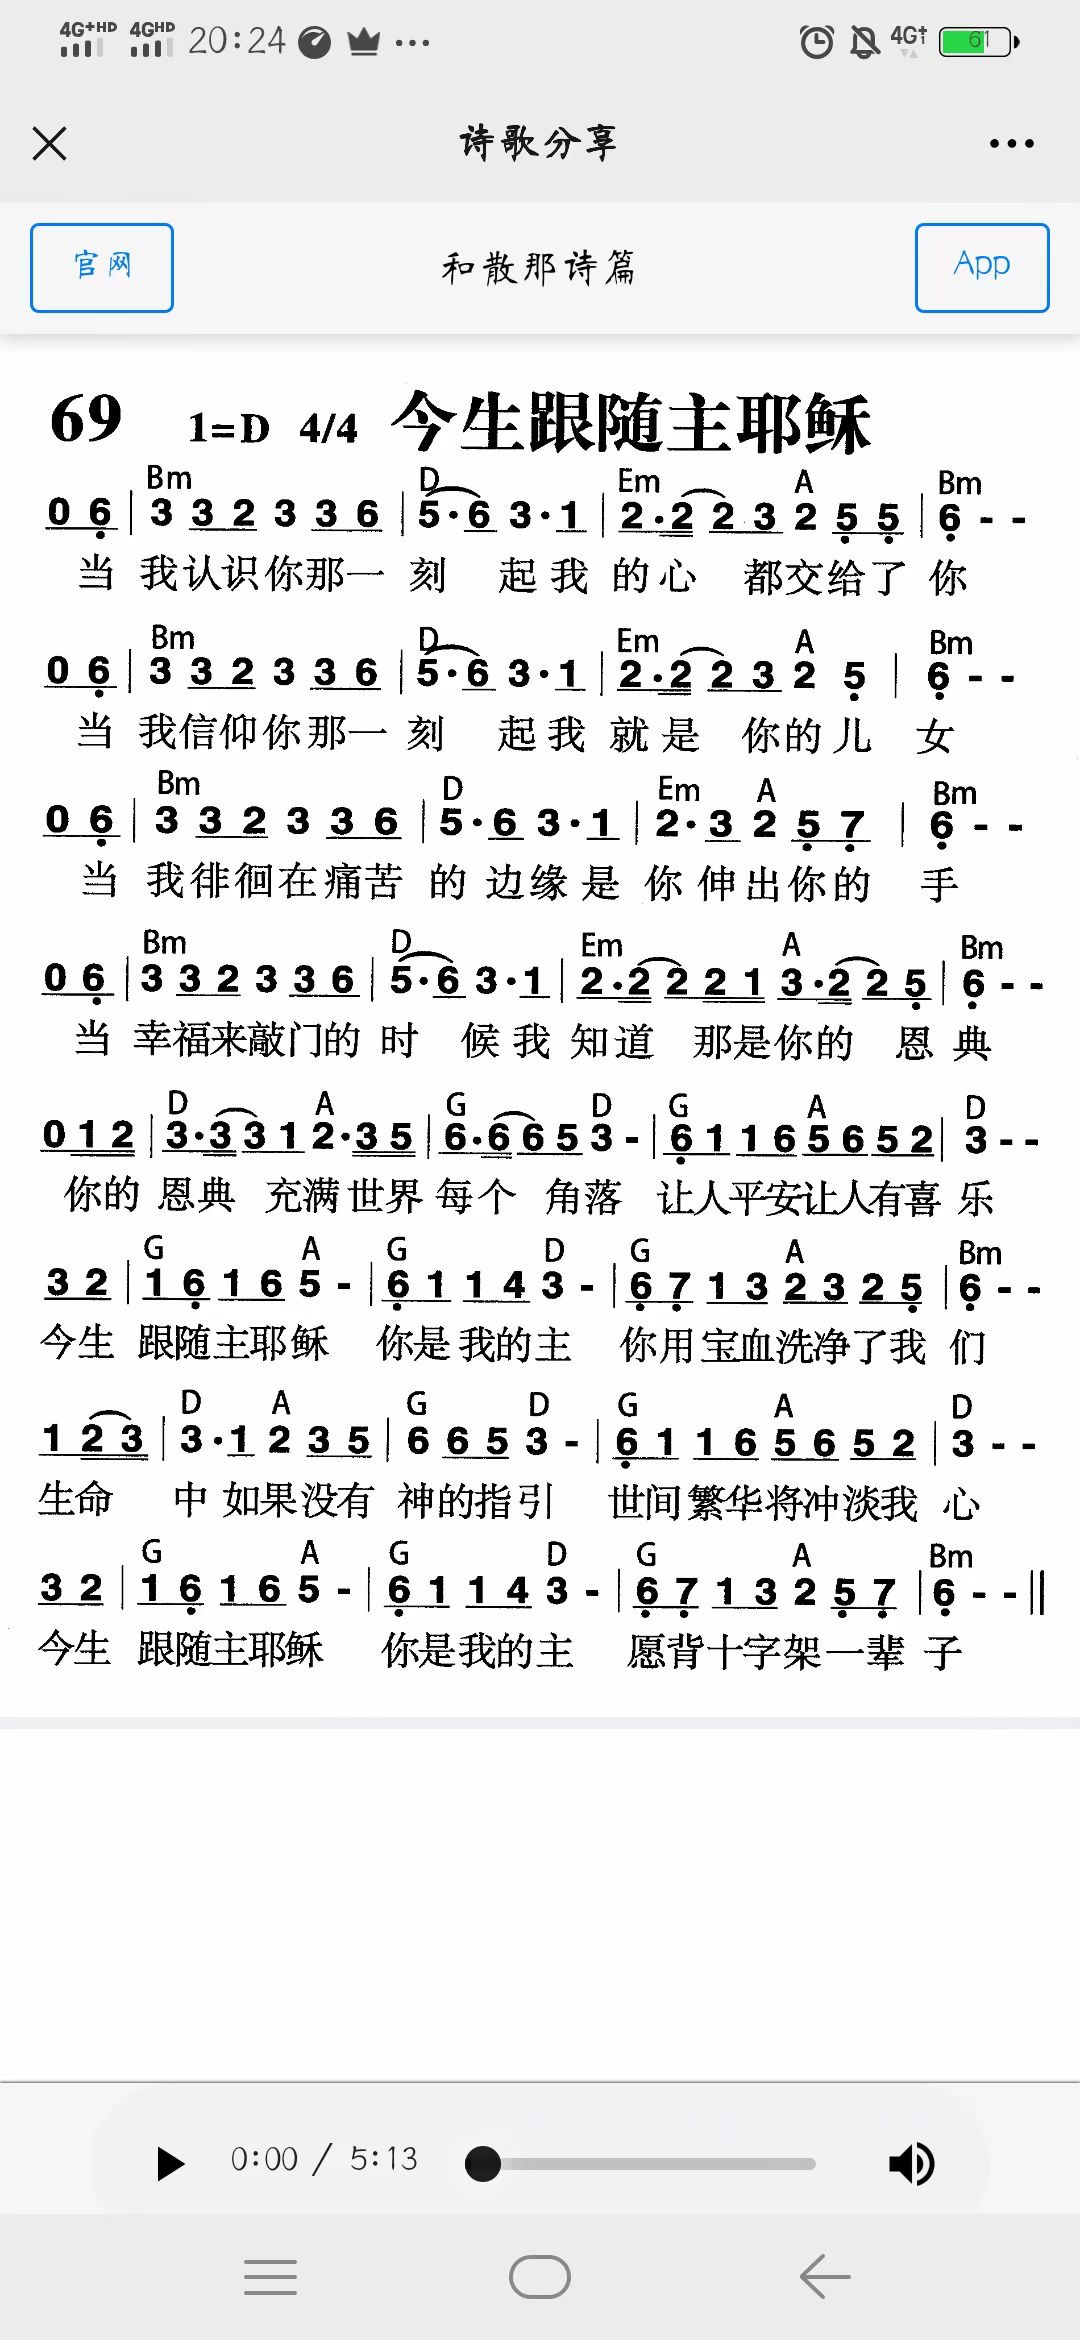 4G+HD 4GHD 20:24 4G+ 61
诗歌分享
官网 和散那诗篇 App
69 1=D 4/4 今生跟随主耶稣
Bm D Em A Bm
0 6 | 3 3 2 3 3 6 | 5·6 3·1 | 2·2 2 3 2 5 5 | 6 - -
当 我认识你那一 刻 起我 的心 都交给了 你
Bm D Em A Bm
0 6 | 3 3 2 3 3 6 | 5·6 3·1 | 2·2 2 3 2 5 | 6 - -
当 我信仰你那一 刻 起我 就是 你的儿 女
Bm D Em A Bm
0 6 | 3 3 2 3 3 6 | 5·6 3·1 | 2·3 2 5 7 | 6 - -
当 我徘徊在痛苦 的 边缘是 你 伸出你的 手
Bm D Em A Bm
0 6 | 3 3 2 3 3 6 | 5·6 3·1 | 2·2 2 2 1 3·2 2 5 | 6 - -
当 幸福来敲门的 时 候我 知道 那是你的 恩 典
D A G D G A D
0 1 2 | 3·3 3 1 2·3 5 | 6·6 6 5 3 - | 6 1 1 6 5 6 5 2 | 3 - -
你的 恩典 充满世界 每个 角落 让人平安让人有喜 乐
G A G D G A Bm
3 2 | 1 6 1 6 5 - | 6 1 1 4 3 - | 6 7 1 3 2 3 2 5 | 6 - -
今生 跟随主耶稣 你是我的主 你用宝血洗净了我 们
D A G D G A D
1 2 3 | 3·1 2 3 5 | 6 6 5 3 - | 6 1 1 6 5 6 5 2 | 3 - -
生命 中 如果没有 神的指引 世间繁华将冲淡我 心
G A G D G A Bm
3 2 | 1 6 1 6 5 - | 6 1 1 4 3 - | 6 7 1 3 2 5 7 | 6 - - ||
今生 跟随主耶稣 你是我的主 愿背十字架一辈 子
0:00 / 5:13